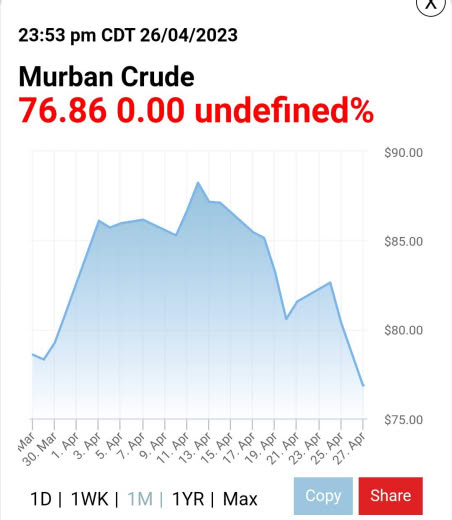 X
23:53 pm CDT 26/04/2023
Murban Crude
76.86 0.00 undefined%
$90.00
$85.00
$80.00
$75.00
Mar
30. Mar
1. Apr
3. Apr
5. Apr
7. Apr
9. Apr
11. Apr
13. Apr
15. Apr
17. Apr
19. Apr
21. Apr
23. Apr
25. Apr
27. Apr
1D | 1WK | 1M | 1YR | Max
Copy
Share